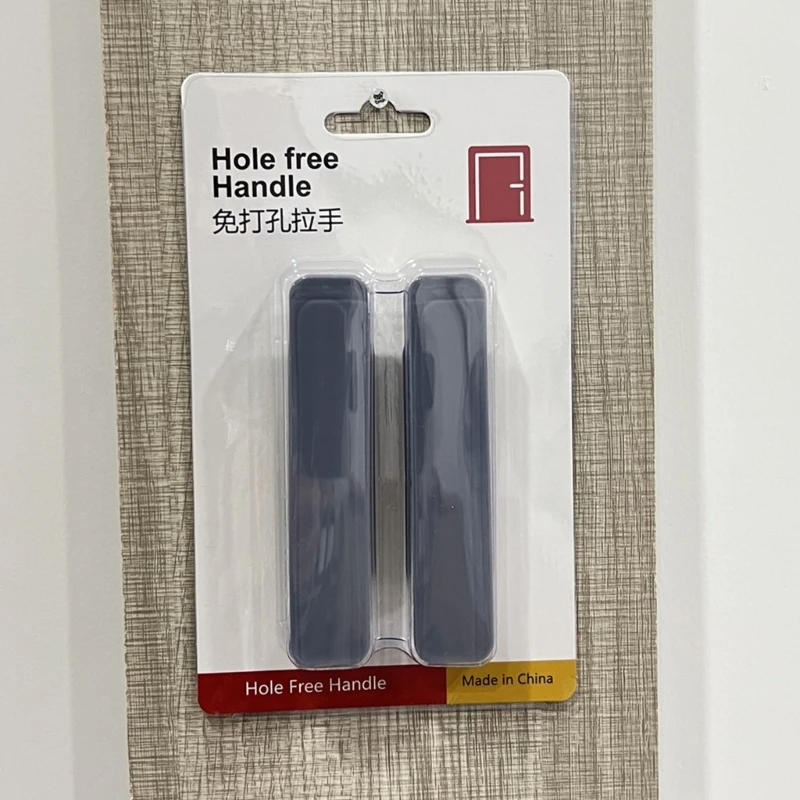 Hole free
Handle
免打孔拉手
Hole Free Handle
Made in China